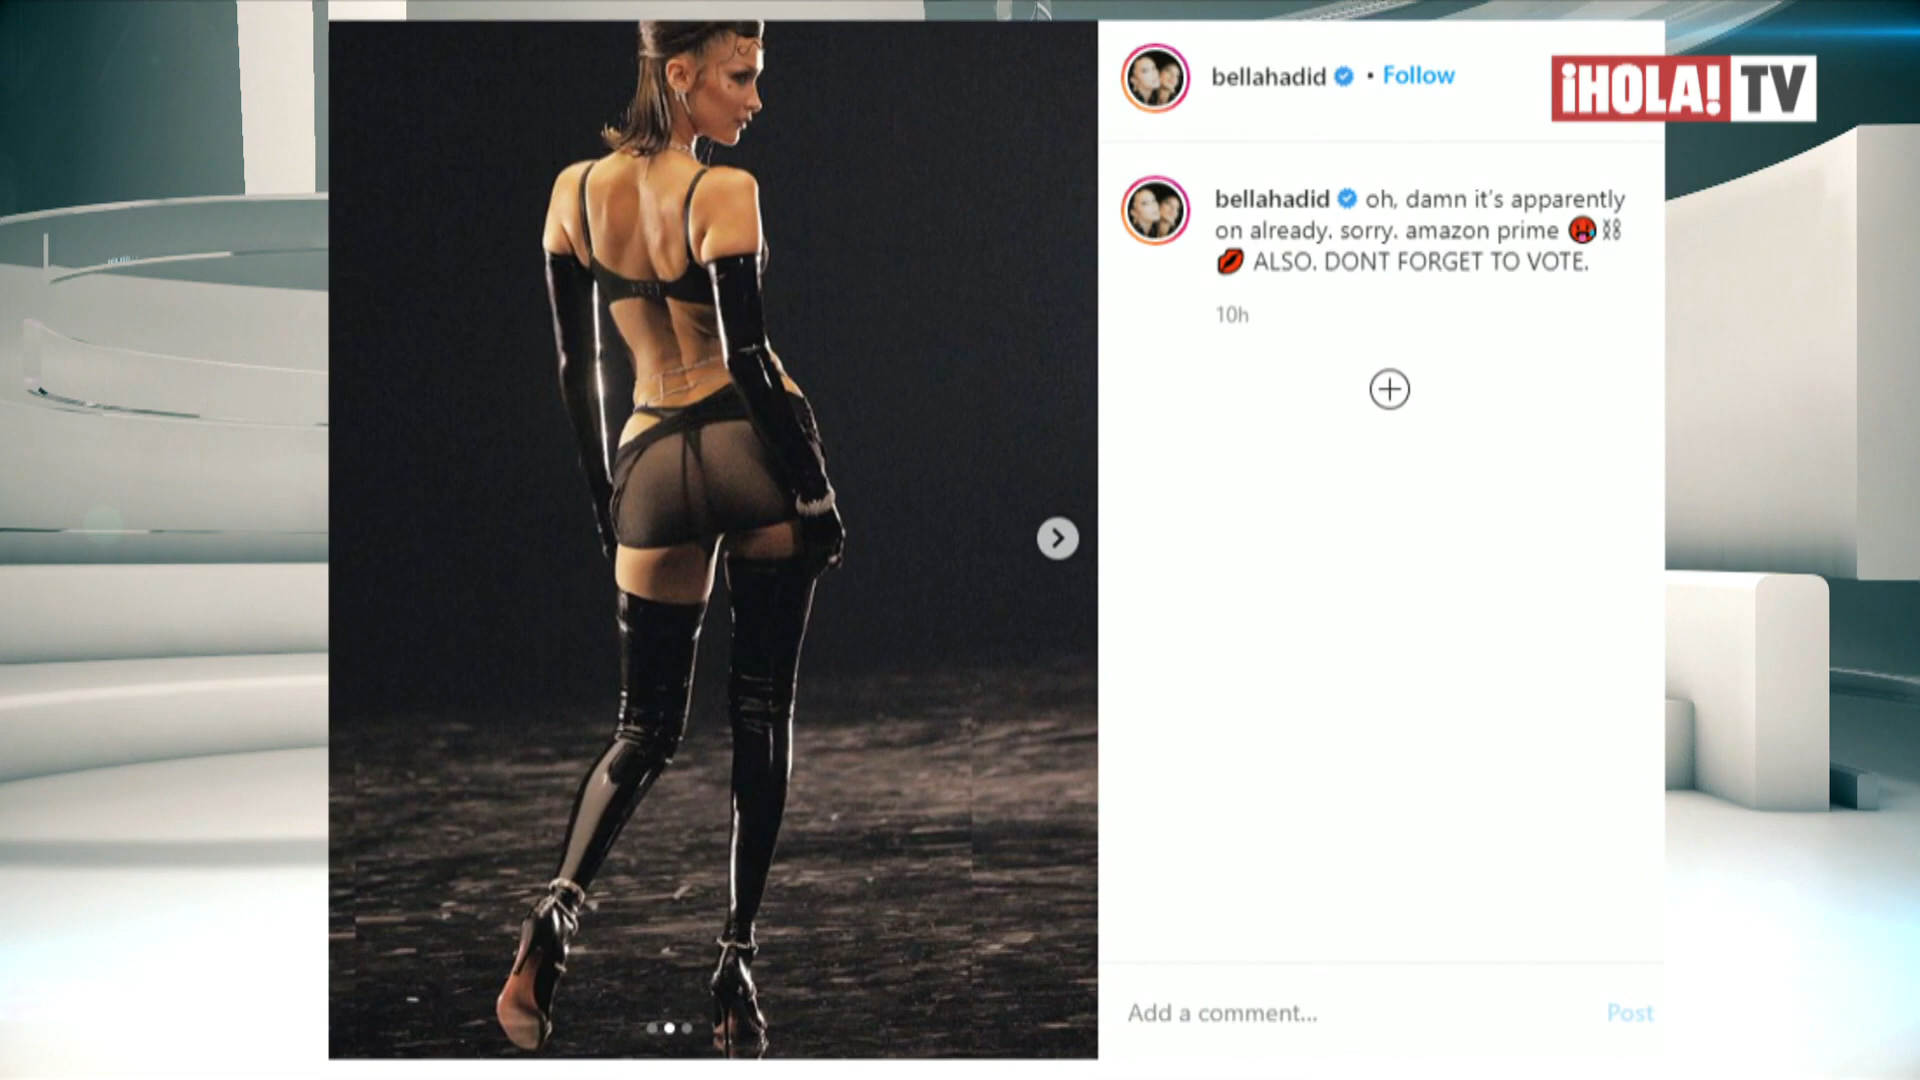 bellahadid • Follow
¡HOLA! TV
bellahadid oh, damn it's apparently
on already. sorry. amazon prime 🥵⛓
💋 ALSO. DONT FORGET TO VOTE.
10h
Add a comment...
Post